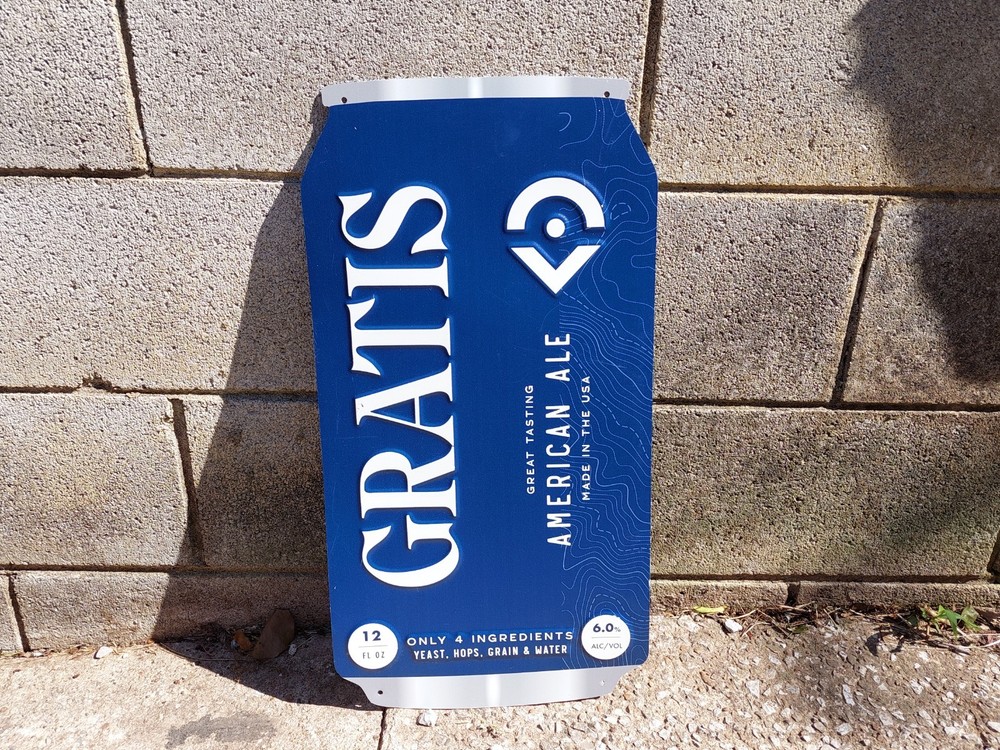 GRATIS
GREAT TASTING
AMERICAN ALE
MADE IN THE USA
12
FL OZ
ONLY 4 INGREDIENTS
YEAST, HOPS, GRAIN & WATER
6.0%
ALC/VOL